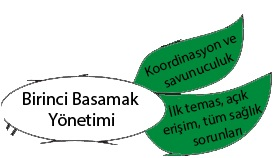 Koordinasyon ve
savunuculuk
Birinci Basamak
Yönetimi
İlk temas, açık
erişim, tüm sağlık
sorunları